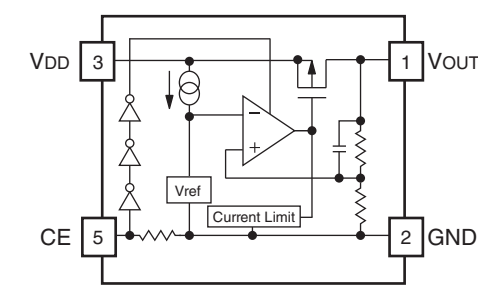 VDD 3 1 VOUT
−
+
Vref
Current Limit
CE 5 2 GND